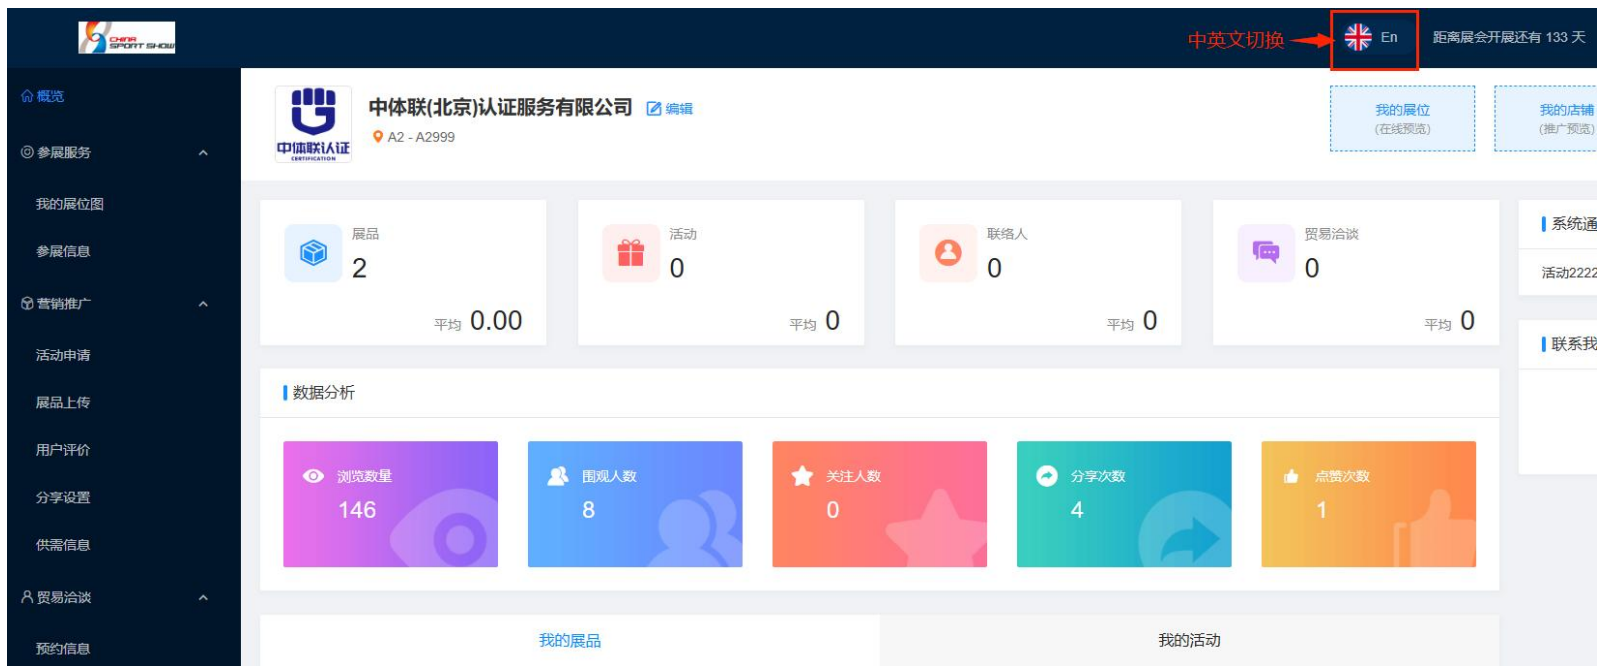 CHINA
SPORT SHOW
中英文切换
En
距离展会开展还有 133 天
概览
参展服务
我的展位图
参展信息
营销推广
活动申请
展品上传
用户评价
分享设置
供需信息
贸易洽谈
预约信息
中体联认证
CERTIFICATION
中体联(北京)认证服务有限公司
编辑
A2 - A2999
我的展位
(在线预览)
我的店铺
(推广预览)
展品
2
平均 0.00
活动
0
平均 0
联络人
0
平均 0
贸易洽谈
0
平均 0
系统通
活动2222
联系我
数据分析
浏览数量
146
围观人数
8
关注人数
0
分享次数
4
点赞次数
1
我的展品
我的活动